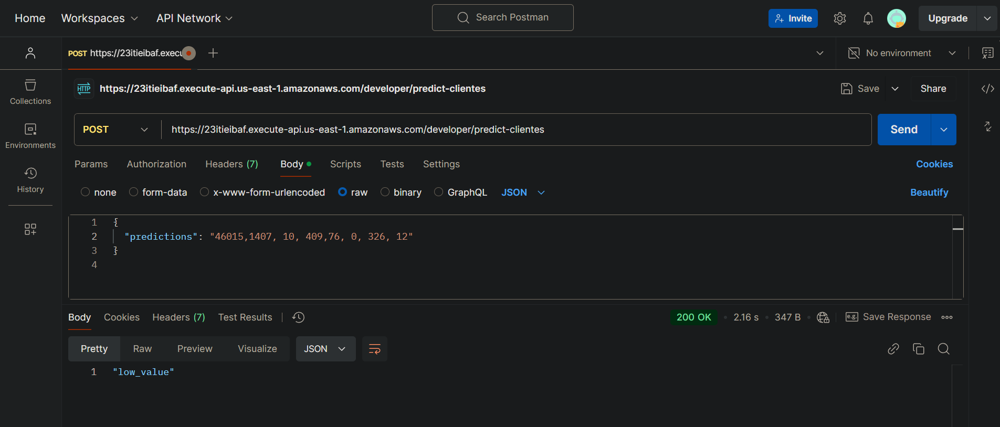 Home Workspaces API Network Search Postman Invite Upgrade
POST https://23itieibaf.execu No environment
HTTP https://23itieibaf.execute-api.us-east-1.amazonaws.com/developer/predict-clientes Save Share
Collections
Environments
History
POST https://23itieibaf.execute-api.us-east-1.amazonaws.com/developer/predict-clientes Send
Params Authorization Headers (7) Body Scripts Tests Settings Cookies
none form-data x-www-form-urlencoded raw binary GraphQL JSON Beautify
1 {
2 "predictions": "46015,1407, 10, 409,76, 0, 326, 12"
3 }
4
Body Cookies Headers (7) Test Results 200 OK 2.16 s 347 B e.g. Save Response
Pretty Raw Preview Visualize JSON
1 "low_value"